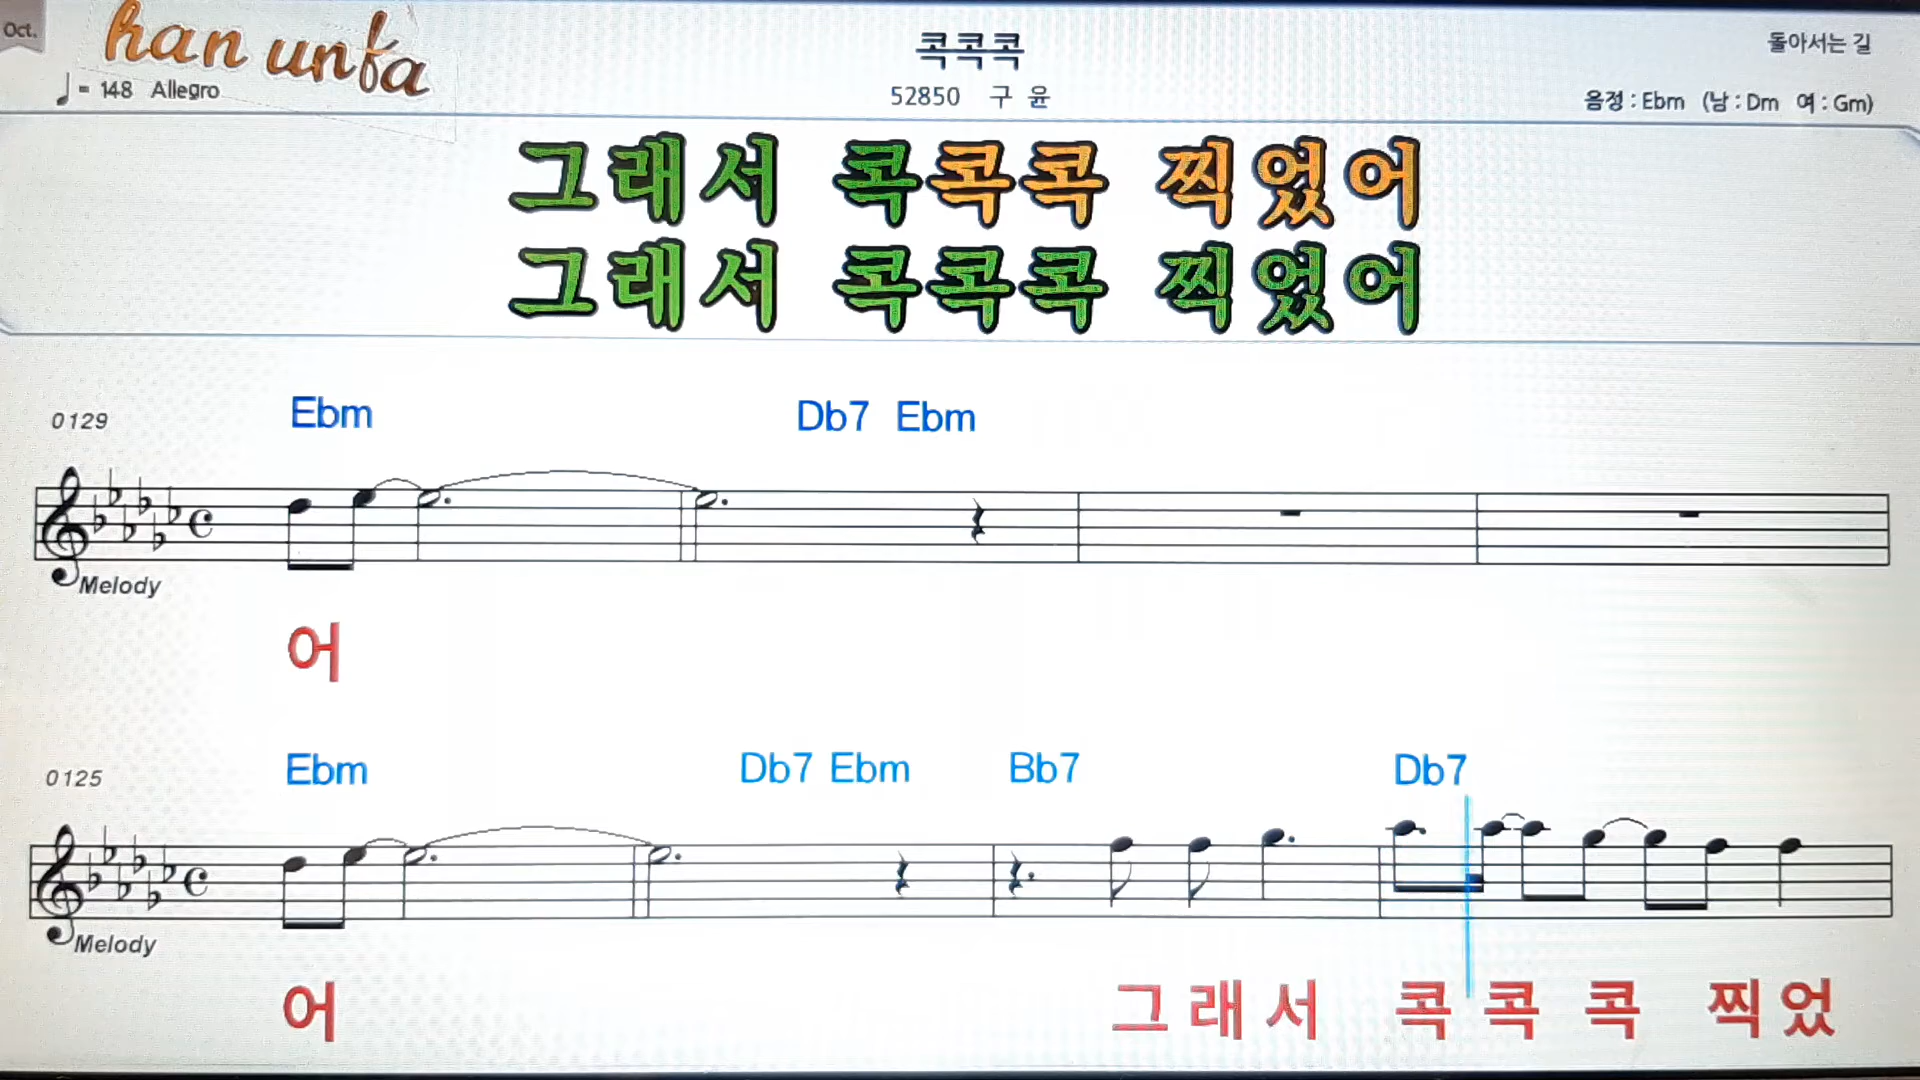 Oct.
han unfa
콕콕콕
돌아서는 길
♩ = 148 Allegro
52850 구 윤
음정 : Ebm (남 : Dm 여 : Gm)
그래서 콕콕콕 찍었어
그래서 콕콕콕 찍었어
0129 Ebm Db7 Ebm
Melody
어
0125 Ebm Db7 Ebm Bb7 Db7
Melody
어 그 래 서 콕 콕 콕 찍 었